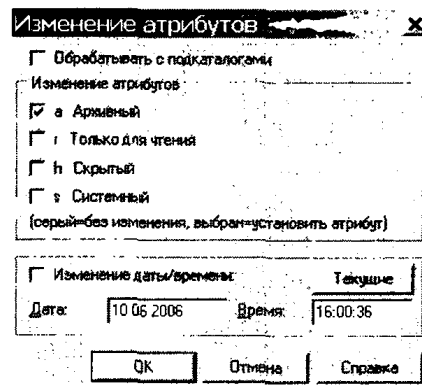 Изменение атрибутов
Обрабатывать с подкаталогами
Изменение атрибутов
a Архивный
r Только для чтения
h Скрытый
s Системный
(серый=без изменения, выбран=установить атрибут)
Изменение даты/времени: Текущие
Дата: 10 06 2006 Время: 16:00:36
OK Отмена Справка